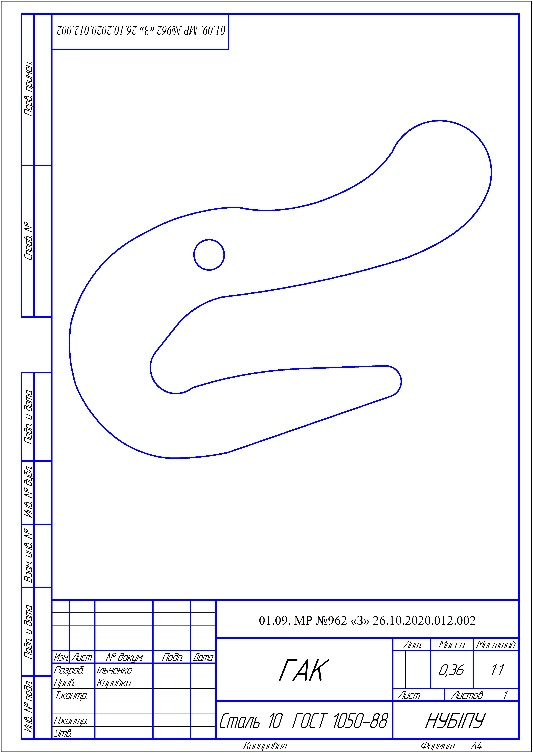 01.09. МР №962 «З» 26.10.2020.012.002
Перв. примен.
Справ. №
Подп. и дата
Инв. № дубл.
Взам. инв. №
Подп. и дата
Инв. № подл.
01.09. МР №962 «З» 26.10.2020.012.002
Изм. Лист № докум. Подп. Дата
Разраб. Ільченко
Пров.
Т.контр.
Н.контр.
Утв.
ГАК
Лит. Масса Масштаб
0,36 1:1
Лист Листов 1
Сталь 10 ГОСТ 1050-88
НУБІПУ
Копировал Формат А4